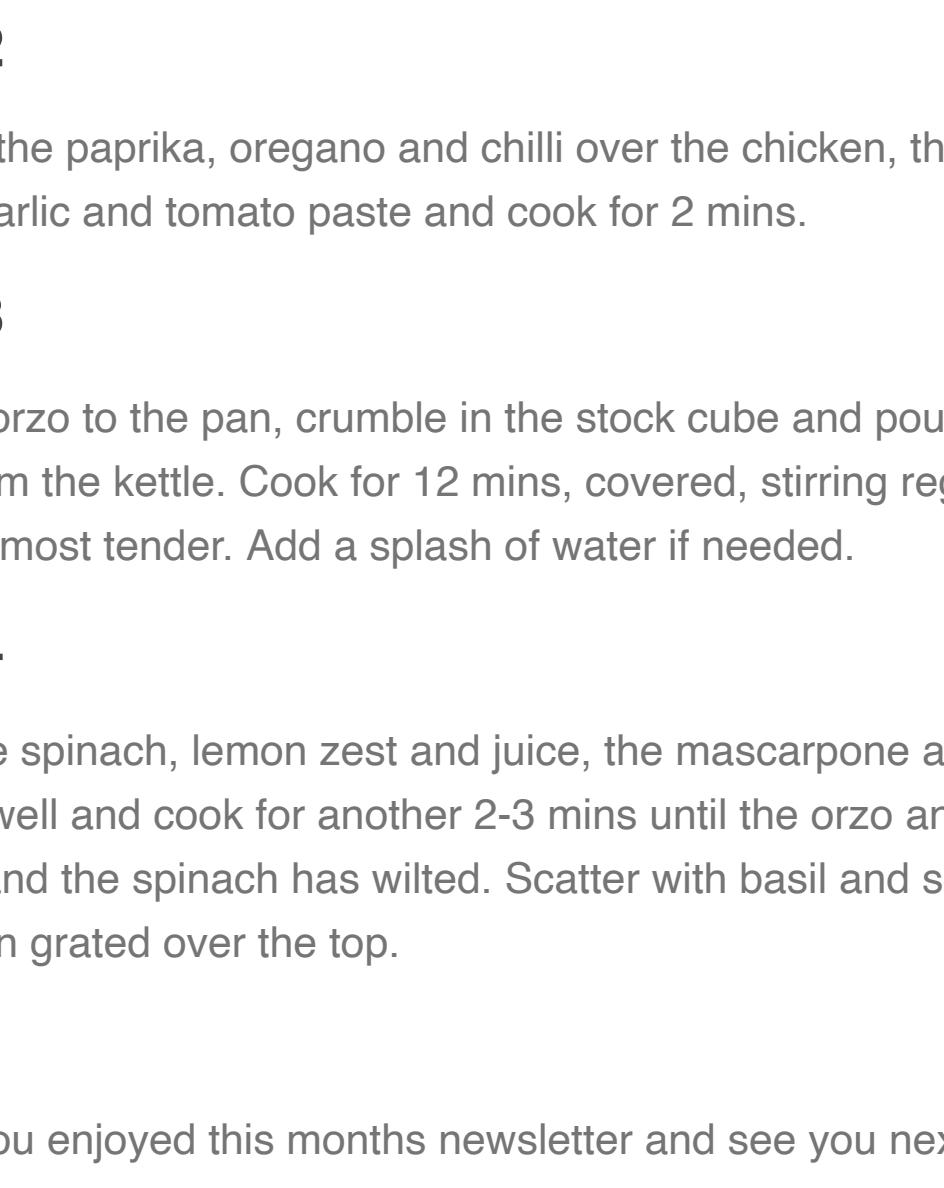 2
the paprika, oregano and chilli over the chicken, th
arlic and tomato paste and cook for 2 mins.
3
orzo to the pan, crumble in the stock cube and pou
m the kettle. Cook for 12 mins, covered, stirring reg
most tender. Add a splash of water if needed.
e spinach, lemon zest and juice, the mascarpone a
well and cook for another 2-3 mins until the orzo an
and the spinach has wilted. Scatter with basil and s
n grated over the top.
ou enjoyed this months newsletter and see you nex